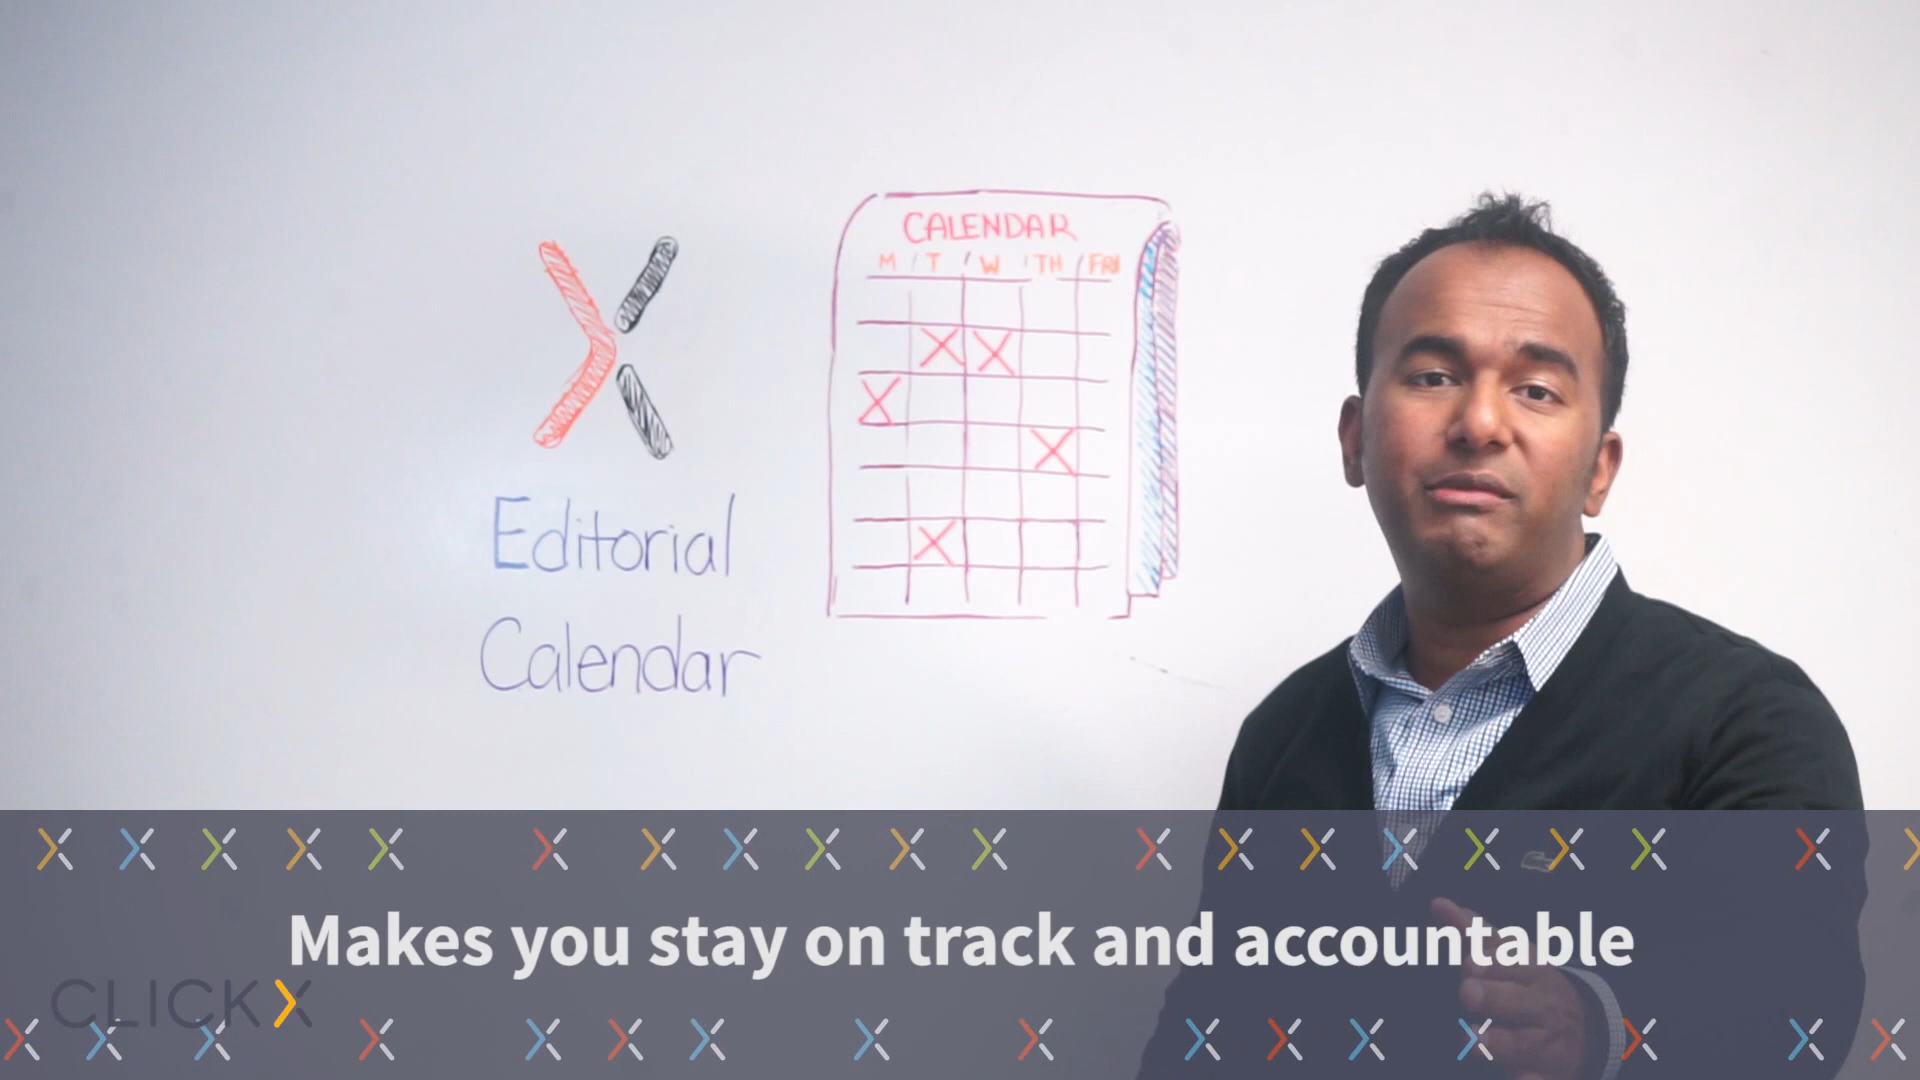 CALENDAR
M T W TH FRI
Editorial
Calendar
Makes you stay on track and accountable
CLICKX